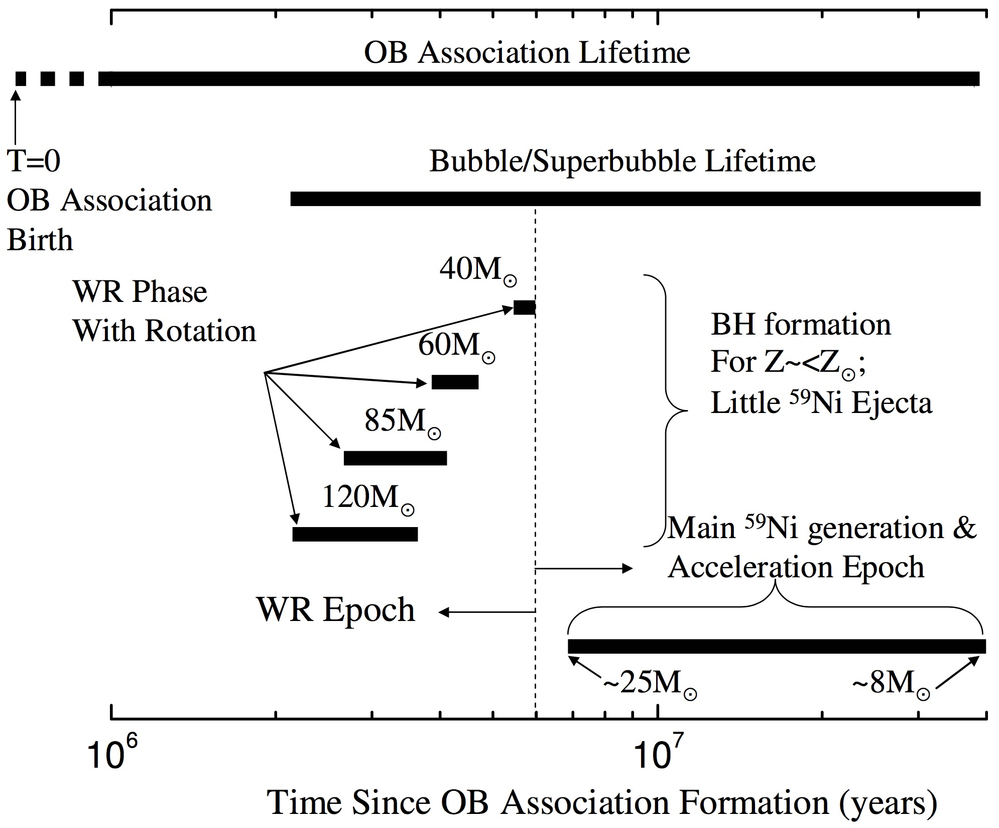 OB Association Lifetime
T=0
OB Association
Birth
Bubble/Superbubble Lifetime
WR Phase
With Rotation
40M⊙
60M⊙
85M⊙
120M⊙
BH formation
For Z~<Z⊙;
Little ⁵⁹Ni Ejecta
Main ⁵⁹Ni generation &
Acceleration Epoch
WR Epoch
~25M⊙
~8M⊙
10⁶
10⁷
Time Since OB Association Formation (years)